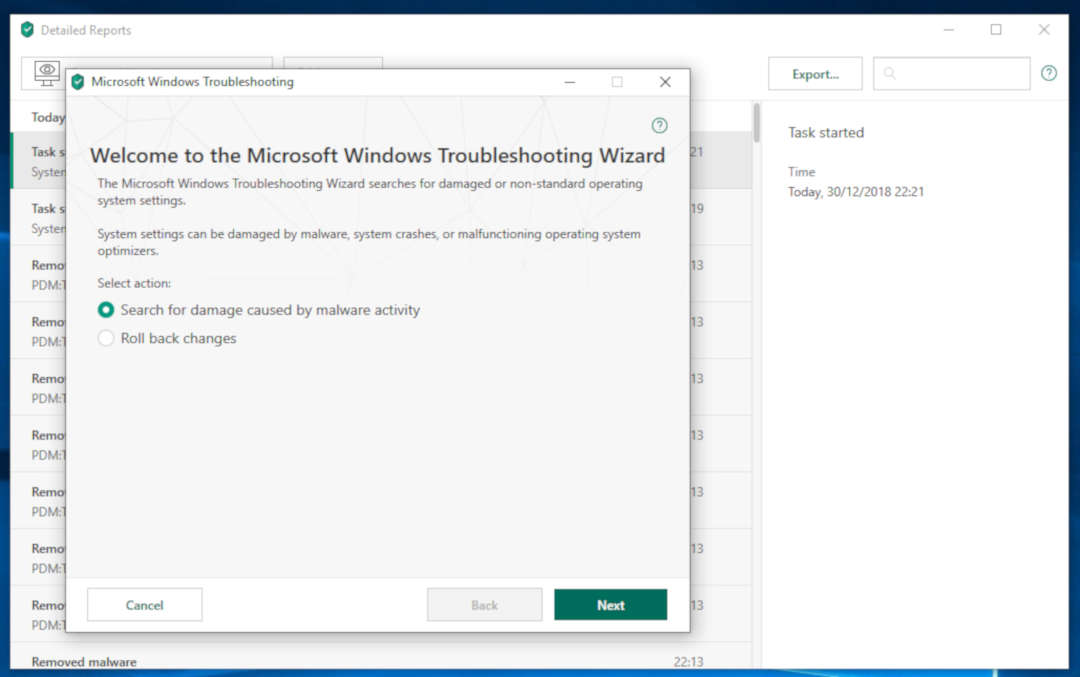 Detailed Reports
Export...
Today
Task s
21
System
Task s
19
System
Remo
13
PDM:T
Remo
13
PDM:T
Remo
13
PDM:T
Remo
13
PDM:T
Remo
13
PDM:T
Remo
13
PDM:T
Remo
13
PDM:T
Removed malware
22:13
Microsoft Windows Troubleshooting
Welcome to the Microsoft Windows Troubleshooting Wizard
The Microsoft Windows Troubleshooting Wizard searches for damaged or non-standard operating
system settings.
System settings can be damaged by malware, system crashes, or malfunctioning operating system
optimizers.
Select action:
Search for damage caused by malware activity
Roll back changes
Cancel
Back
Next
Task started
Time
Today, 30/12/2018 22:21